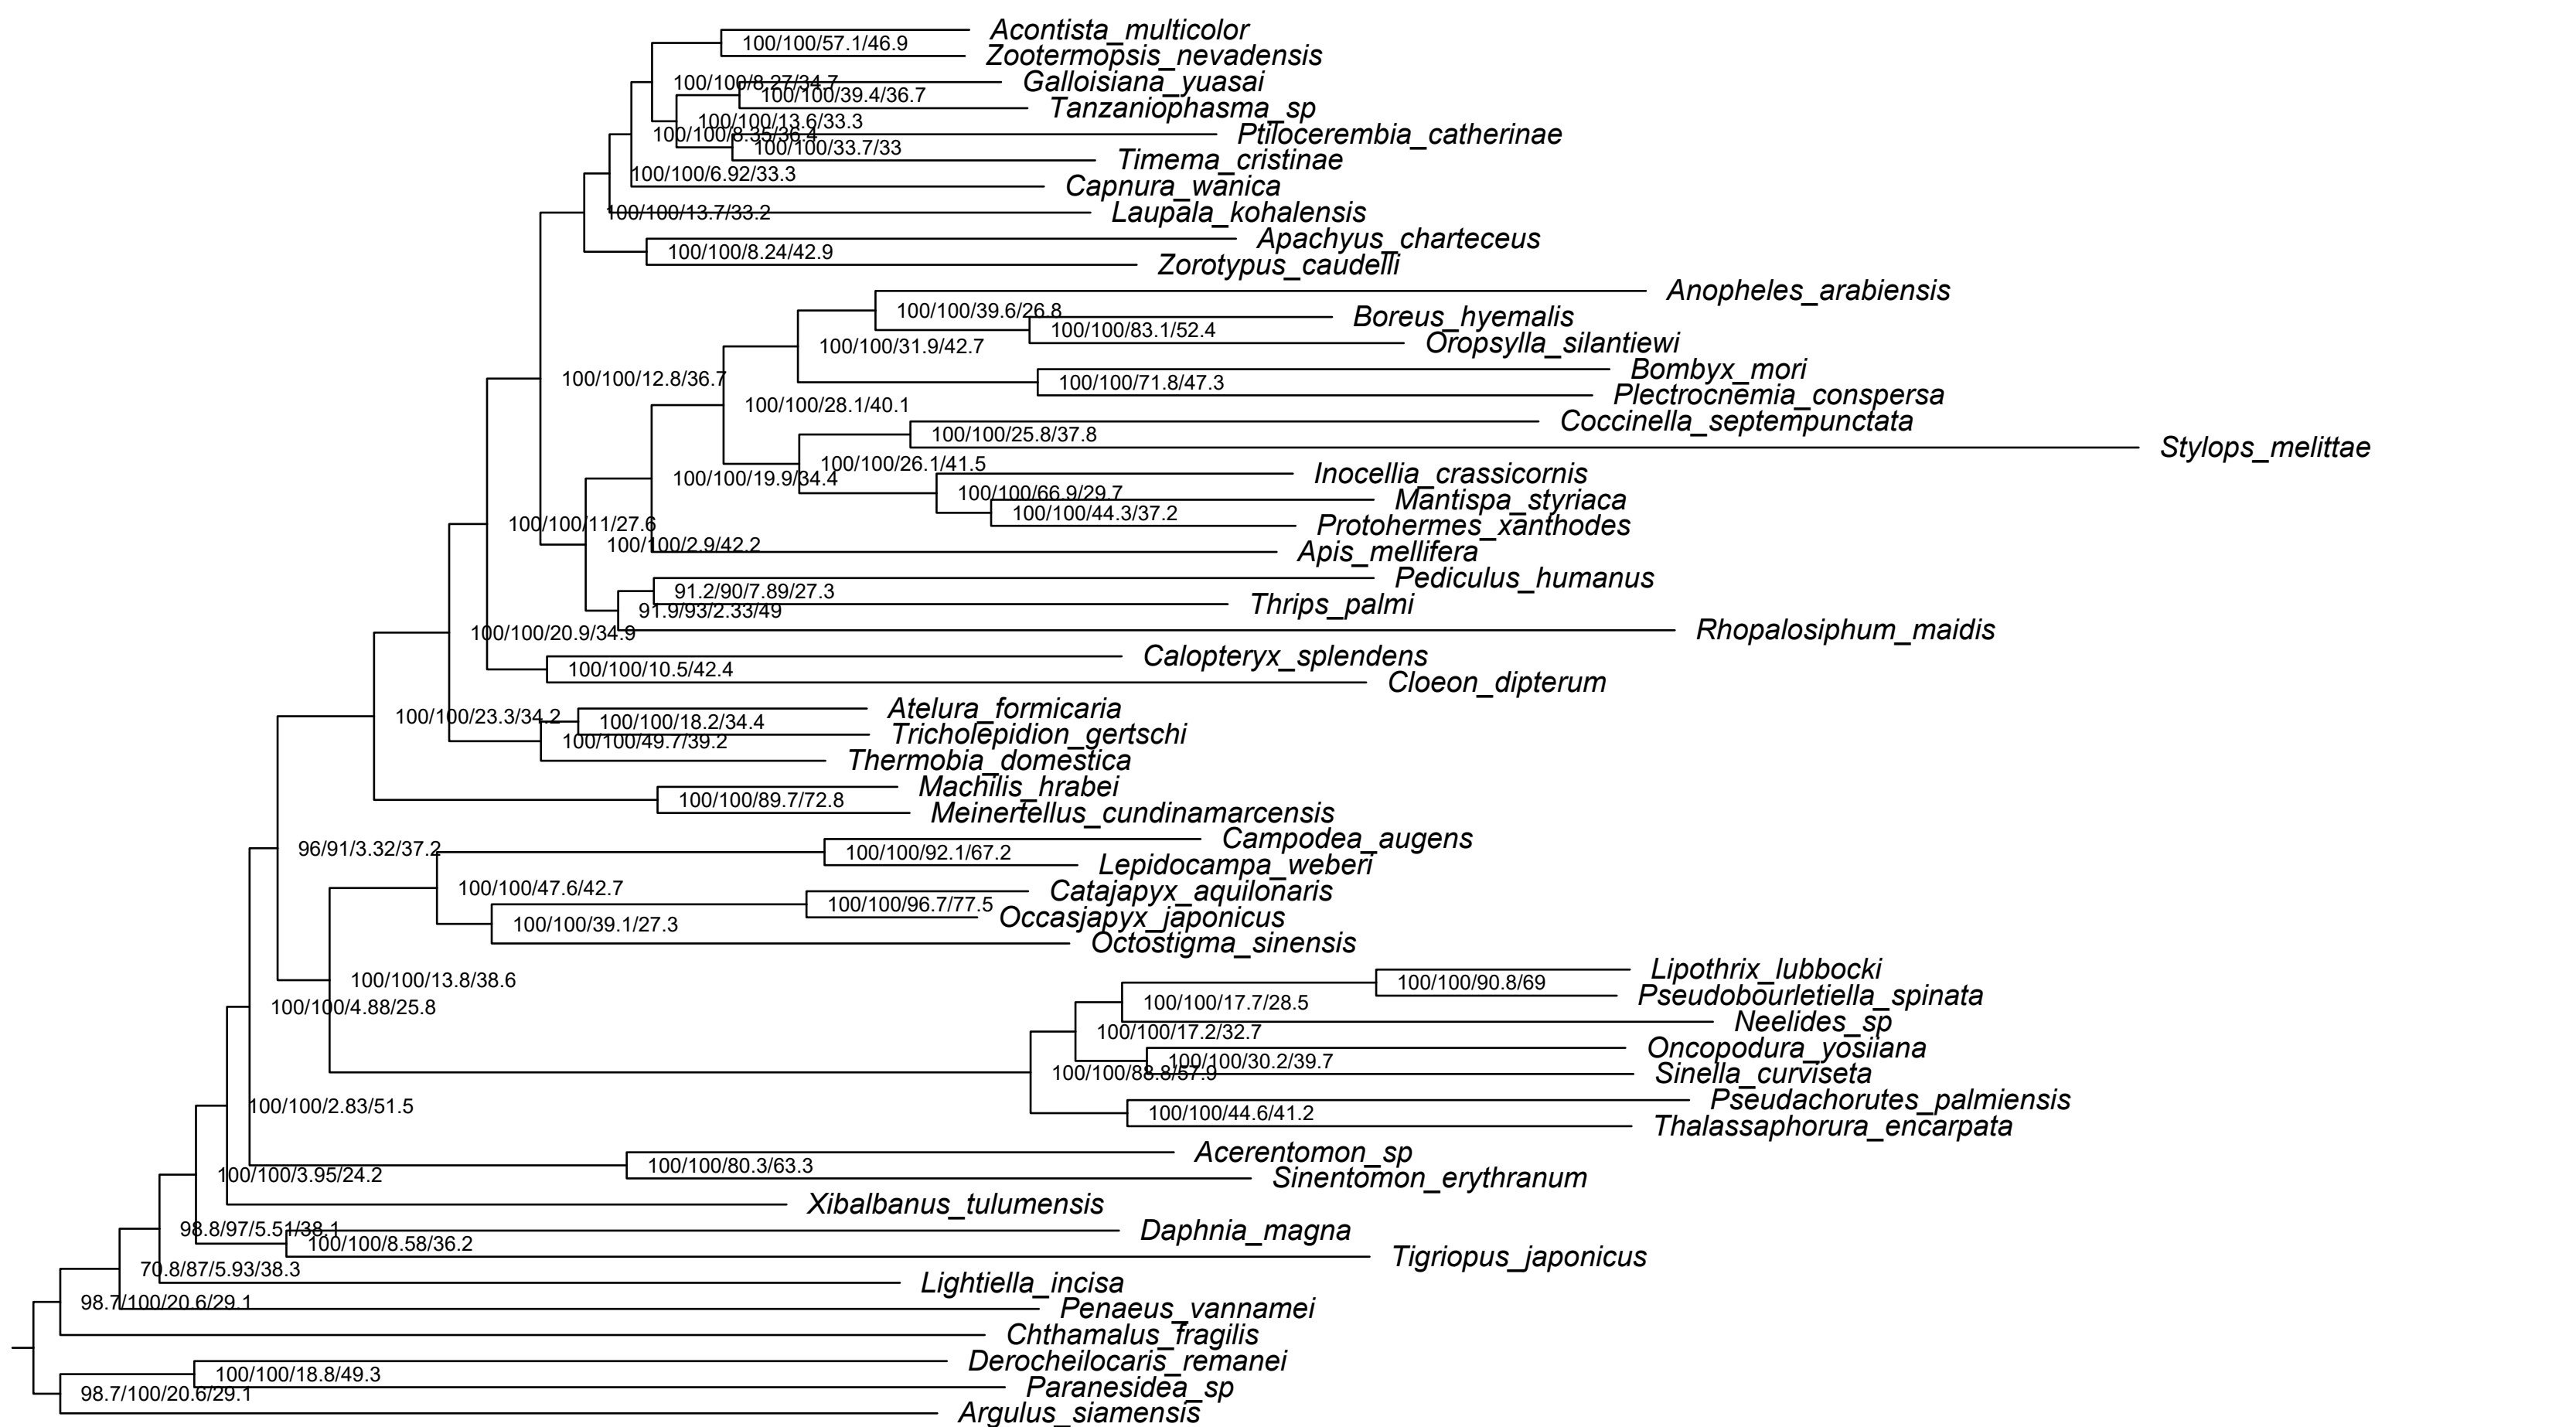 Acontista_multicolor
100/100/57.1/46.9
Zootermopsis_nevadensis
100/100/8.27/34.7
Galloisiana_yuasai
100/100/39.4/36.7
Tanzaniophasma_sp
100/100/13.6/33.3
100/100/8.35/36.4
Ptilocerembia_catherinae
100/100/33.7/33
Timema_cristinae
100/100/6.92/33.3
Capnura_wanica
100/100/13.7/33.2
Laupala_kohalensis
Apachyus_charteceus
100/100/8.24/42.9
Zorotypus_caudelli
Anopheles_arabiensis
100/100/39.6/26.8
Boreus_hyemalis
100/100/83.1/52.4
Oropsylla_silantiewi
100/100/31.9/42.7
Bombyx_mori
100/100/12.8/36.7
100/100/71.8/47.3
Plectrocnemia_conspersa
100/100/28.1/40.1
Coccinella_septempunctata
100/100/25.8/37.8
Stylops_melittae
100/100/26.1/41.5
Inocellia_crassicornis
100/100/19.9/34.4
100/100/66.9/29.7
Mantispa_styriaca
100/100/44.3/37.2
Protohermes_xanthodes
100/100/11/27.6
100/100/2.9/42.2
Apis_mellifera
Pediculus_humanus
91.2/90/7.89/27.3
Thrips_palmi
91.9/93/2.33/49
Rhopalosiphum_maidis
100/100/20.9/34.9
Calopteryx_splendens
100/100/10.5/42.4
Cloeon_dipterum
Atelura_formicaria
100/100/23.3/34.2
100/100/18.2/34.4
Tricholepidion_gertschi
100/100/49.7/39.2
Thermobia_domestica
Machilis_hrabei
100/100/89.7/72.8
Meinertellus_cundinamarcensis
Campodea_augens
96/91/3.32/37.2
100/100/92.1/67.2
Lepidocampa_weberi
100/100/47.6/42.7
Catajapyx_aquilonaris
100/100/96.7/77.5
Occasjapyx_japonicus
100/100/39.1/27.3
Octostigma_sinensis
Lipothrix_lubbocki
100/100/13.8/38.6
100/100/90.8/69
Pseudobourletiella_spinata
100/100/4.88/25.8
100/100/17.7/28.5
Neelides_sp
100/100/17.2/32.7
Oncopodura_yosiiana
100/100/30.2/39.7
100/100/88.8/57.9
Sinella_curviseta
Pseudachorutes_palmiensis
100/100/2.83/51.5
100/100/44.6/41.2
Thalassaphorura_encarpata
Acerentomon_sp
100/100/80.3/63.3
100/100/3.95/24.2
Sinentomon_erythranum
Xibalbanus_tulumensis
98.8/97/5.51/38.1
Daphnia_magna
100/100/8.58/36.2
Tigriopus_japonicus
70.8/87/5.93/38.3
Lightiella_incisa
98.7/100/20.6/29.1
Penaeus_vannamei
Chthamalus_fragilis
Derocheilocaris_remanei
100/100/18.8/49.3
Paranesidea_sp
98.7/100/20.6/29.1
Argulus_siamensis